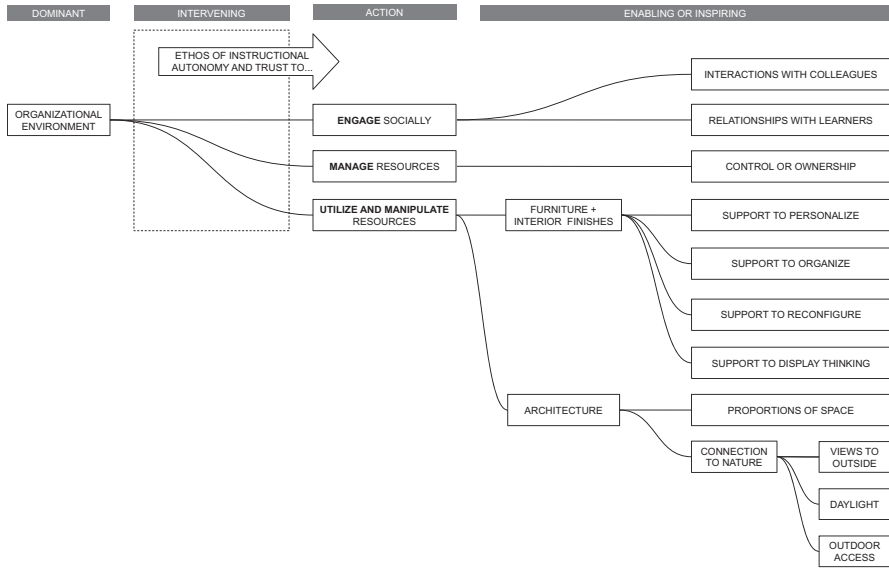 DOMINANT
INTERVENING
ACTION
ENABLING OR INSPIRING
ETHOS OF INSTRUCTIONAL
AUTONOMY AND TRUST TO...
INTERACTIONS WITH COLLEAGUES
ORGANIZATIONAL
ENVIRONMENT
ENGAGE SOCIALLY
RELATIONSHIPS WITH LEARNERS
MANAGE RESOURCES
CONTROL OR OWNERSHIP
UTILIZE AND MANIPULATE
RESOURCES
FURNITURE +
INTERIOR FINISHES
SUPPORT TO PERSONALIZE
SUPPORT TO ORGANIZE
SUPPORT TO RECONFIGURE
SUPPORT TO DISPLAY THINKING
ARCHITECTURE
PROPORTIONS OF SPACE
CONNECTION
TO NATURE
VIEWS TO
OUTSIDE
DAYLIGHT
OUTDOOR
ACCESS